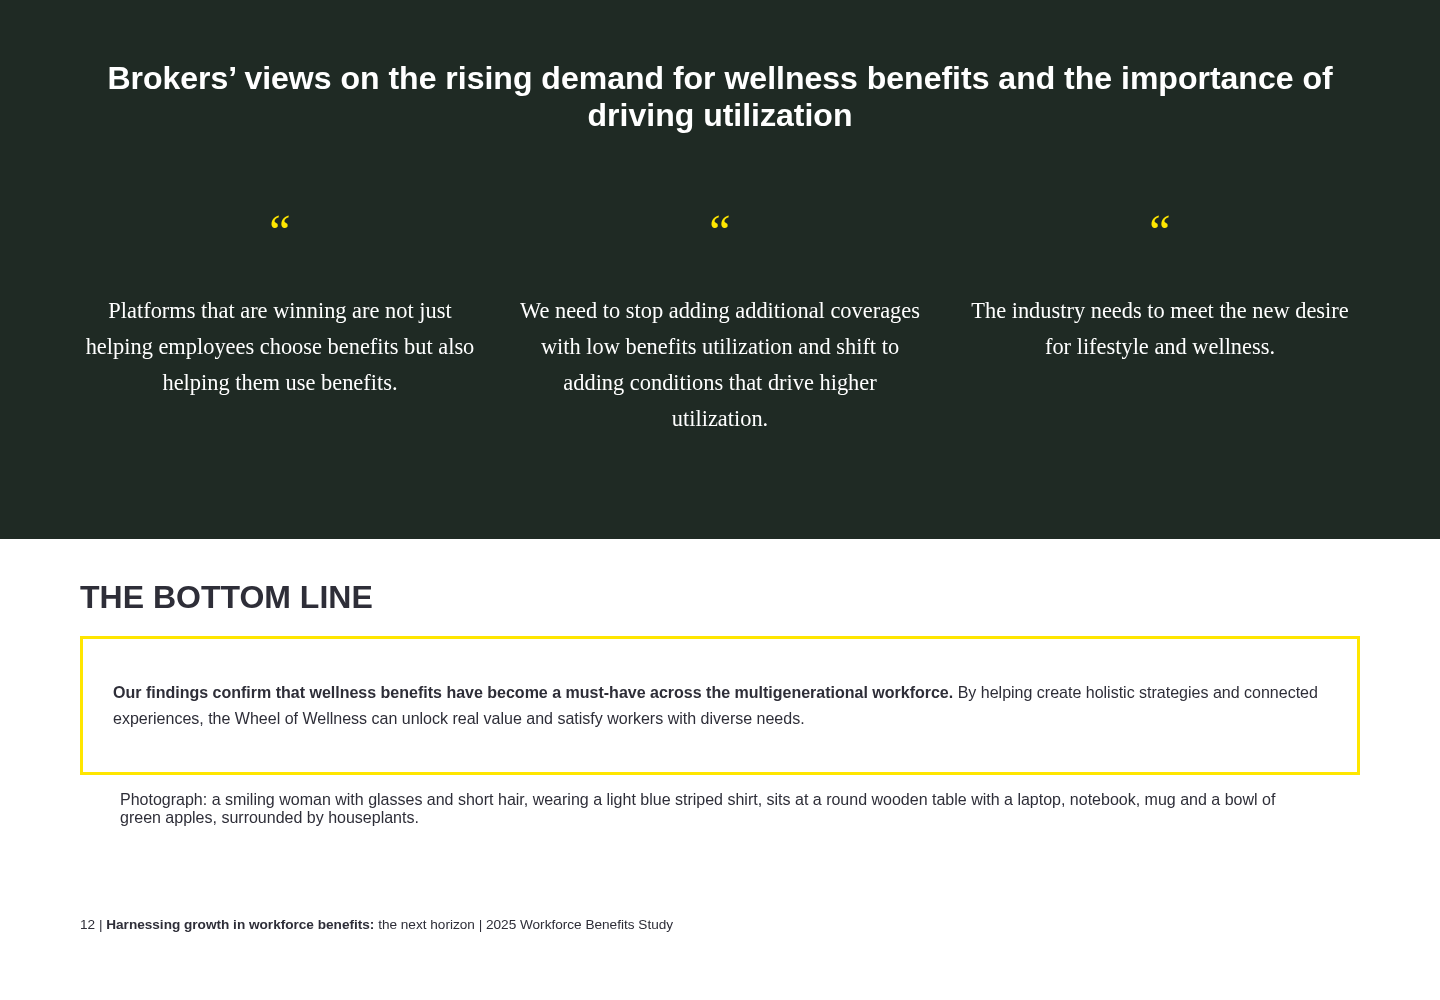 Brokers’ views on the rising demand for wellness benefits and the importance of
driving utilization
“
Platforms that are winning are not just
helping employees choose benefits but also
helping them use benefits.
“
We need to stop adding additional coverages
with low benefits utilization and shift to
adding conditions that drive higher
utilization.
“
The industry needs to meet the new desire
for lifestyle and wellness.
THE BOTTOM LINE
Our findings confirm that wellness benefits have become a must-have across the multigenerational workforce. By helping create holistic strategies and connected
experiences, the Wheel of Wellness can unlock real value and satisfy workers with diverse needs.
Photograph: a smiling woman with glasses and short hair, wearing a light blue striped shirt, sits at a round wooden table with a laptop, notebook, mug and a bowl of
green apples, surrounded by houseplants.
12 | Harnessing growth in workforce benefits: the next horizon | 2025 Workforce Benefits Study